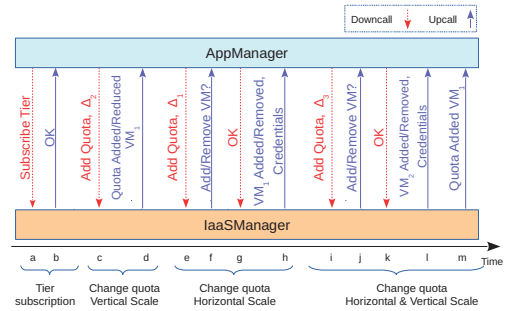 Downcall
Upcall
AppManager
Subscribe Tier
OK
Add Quota, Δ2
Quota Added/Reduced
VM1
Add Quota, Δ1
Add/Remove VM?
OK
VM1 Added/Removed,
Credentials
Add Quota, Δ3
Add/Remove VM?
OK
VM2 Added/Removed,
Credentials
Quota Added VM1
IaaSManager
a b c d e f g h i j k l m
Time
Tier
subscription
Change quota
Vertical Scale
Change quota
Horizontal Scale
Change quota
Horizontal & Vertical Scale